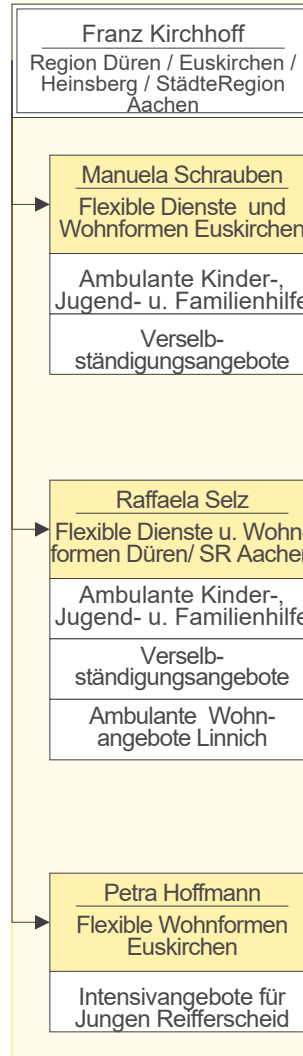 Franz Kirchhoff
Region Düren / Euskirchen /
Heinsberg / StädteRegion
Aachen
Manuela Schrauben
Flexible Dienste und
Wohnformen Euskirchen
Ambulante Kinder-,
Jugend- u. Familienhilfe
Verselb-
ständigungsangebote
Raffaela Selz
Flexible Dienste u. Wohn-
formen Düren/ SR Aachen
Ambulante Kinder-,
Jugend- u. Familienhilfe
Verselb-
ständigungsangebote
Ambulante Wohn-
angebote Linnich
Petra Hoffmann
Flexible Wohnformen
Euskirchen
Intensivangebote für
Jungen Reifferscheid